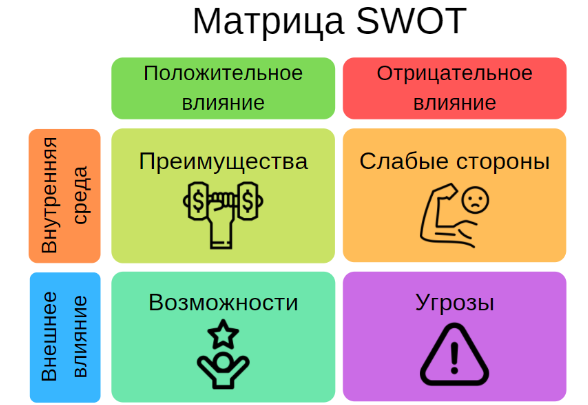 Матрица SWOT
Положительное
влияние
Отрицательное
влияние
Внутренняя
среда
Преимущества
$ $
Слабые стороны
Внешнее
влияние
Возможности
Угрозы
!